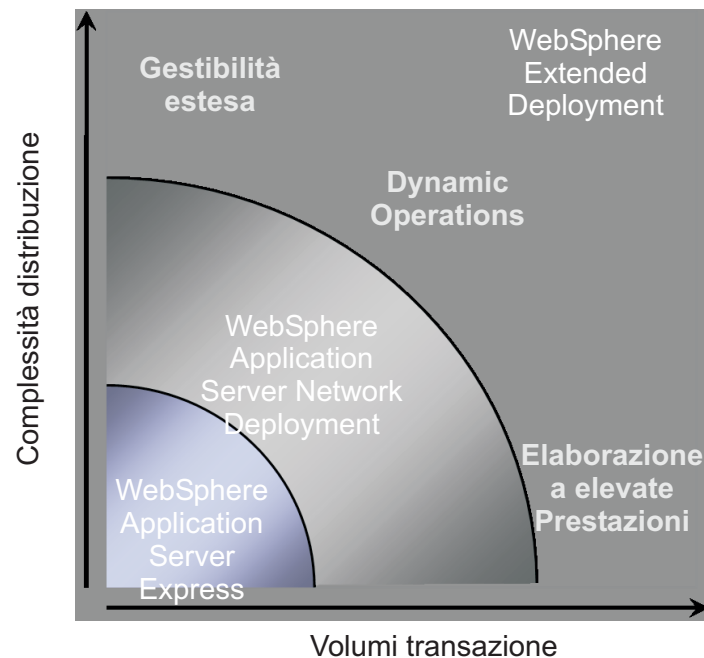 Gestibilità
estesa
WebSphere
Extended
Deployment
Dynamic
Operations
WebSphere
Application
Server Network
Deployment
Elaborazione
a elevate
Prestazioni
WebSphere
Application
Server
Express
Complessità distribuzione
Volumi transazione